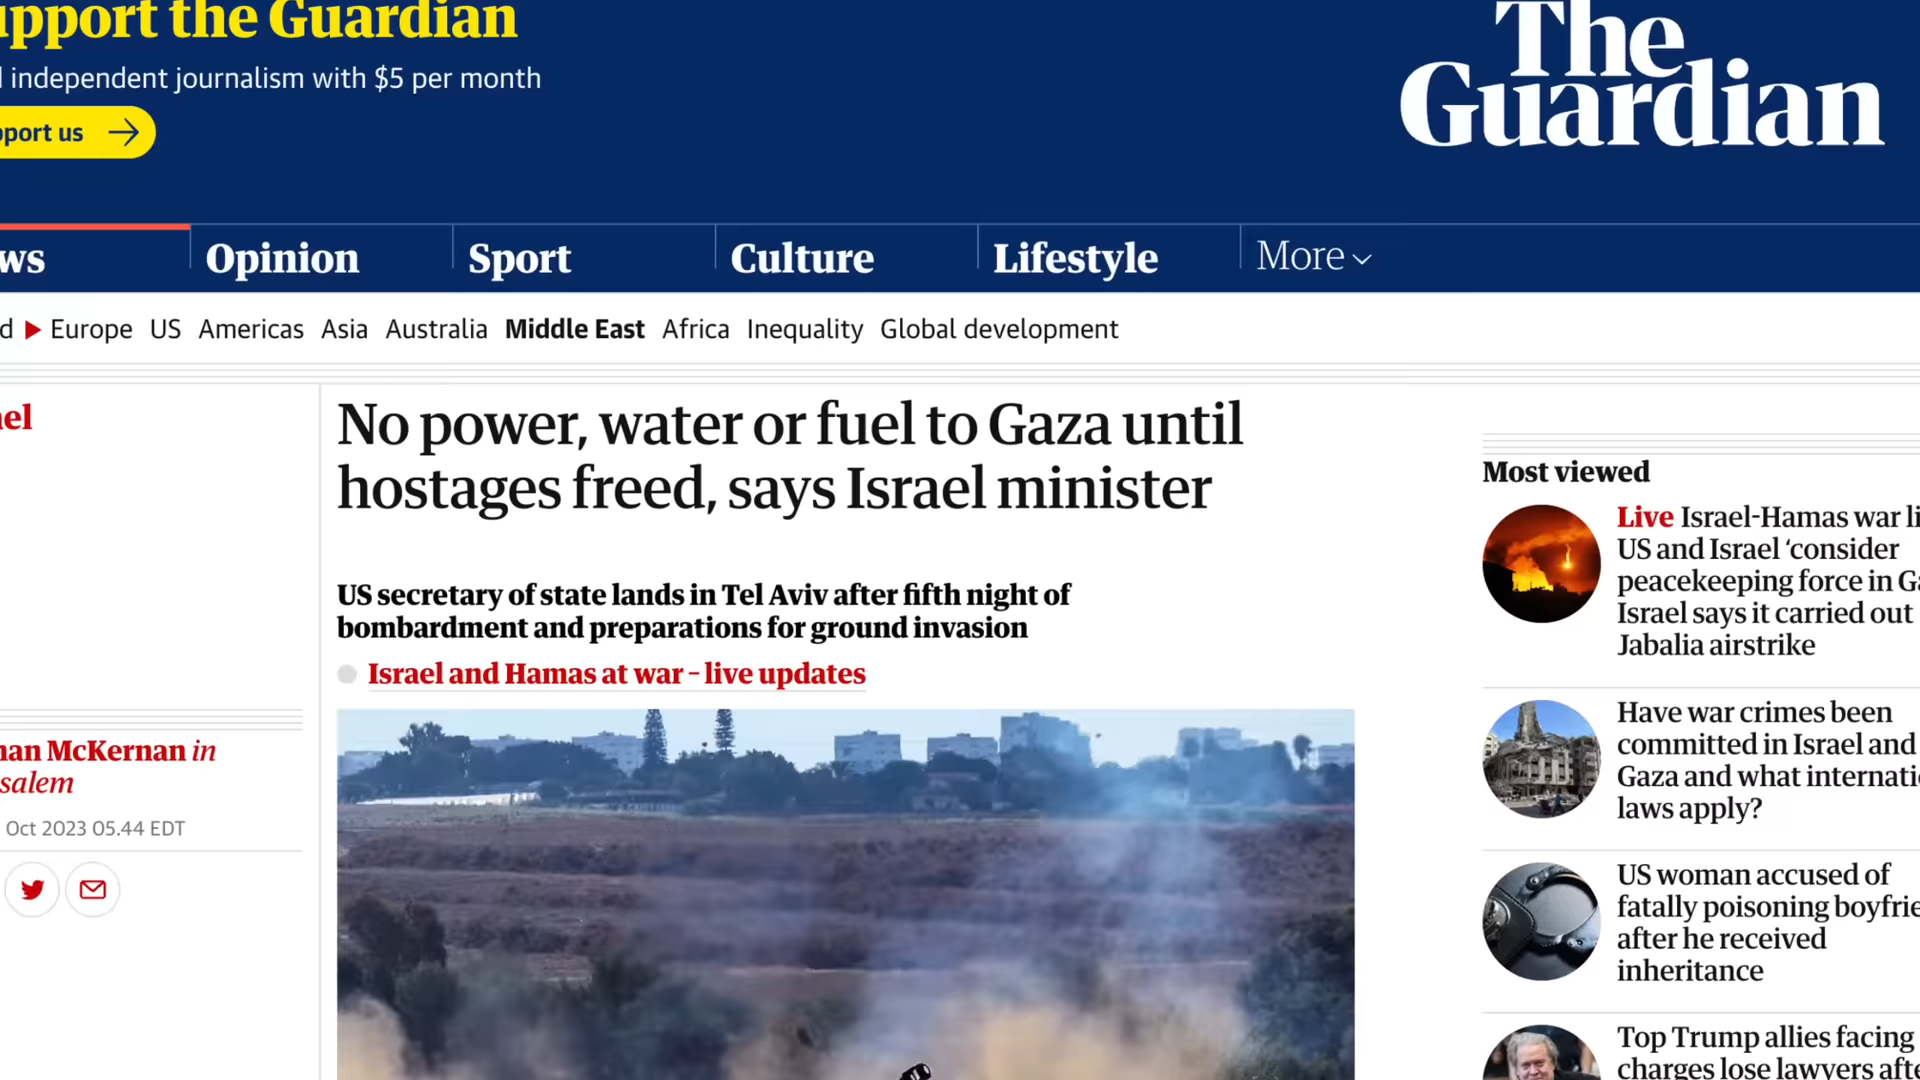 upport the Guardian
independent journalism with $5 per month
pport us
The
Guardian
ws
Opinion
Sport
Culture
Lifestyle
More
d
Europe
US
Americas
Asia
Australia
Middle East
Africa
Inequality
Global development
el
No power, water or fuel to Gaza until
hostages freed, says Israel minister
US secretary of state lands in Tel Aviv after fifth night of
bombardment and preparations for ground invasion
Israel and Hamas at war – live updates
an McKernan in
salem
Oct 2023 05.44 EDT
Most viewed
Live Israel-Hamas war li
US and Israel ‘consider
peacekeeping force in Ga
Israel says it carried out
Jabalia airstrike
Have war crimes been
committed in Israel and
Gaza and what internati
laws apply?
US woman accused of
fatally poisoning boyfrie
after he received
inheritance
Top Trump allies facing
charges lose lawyers afte